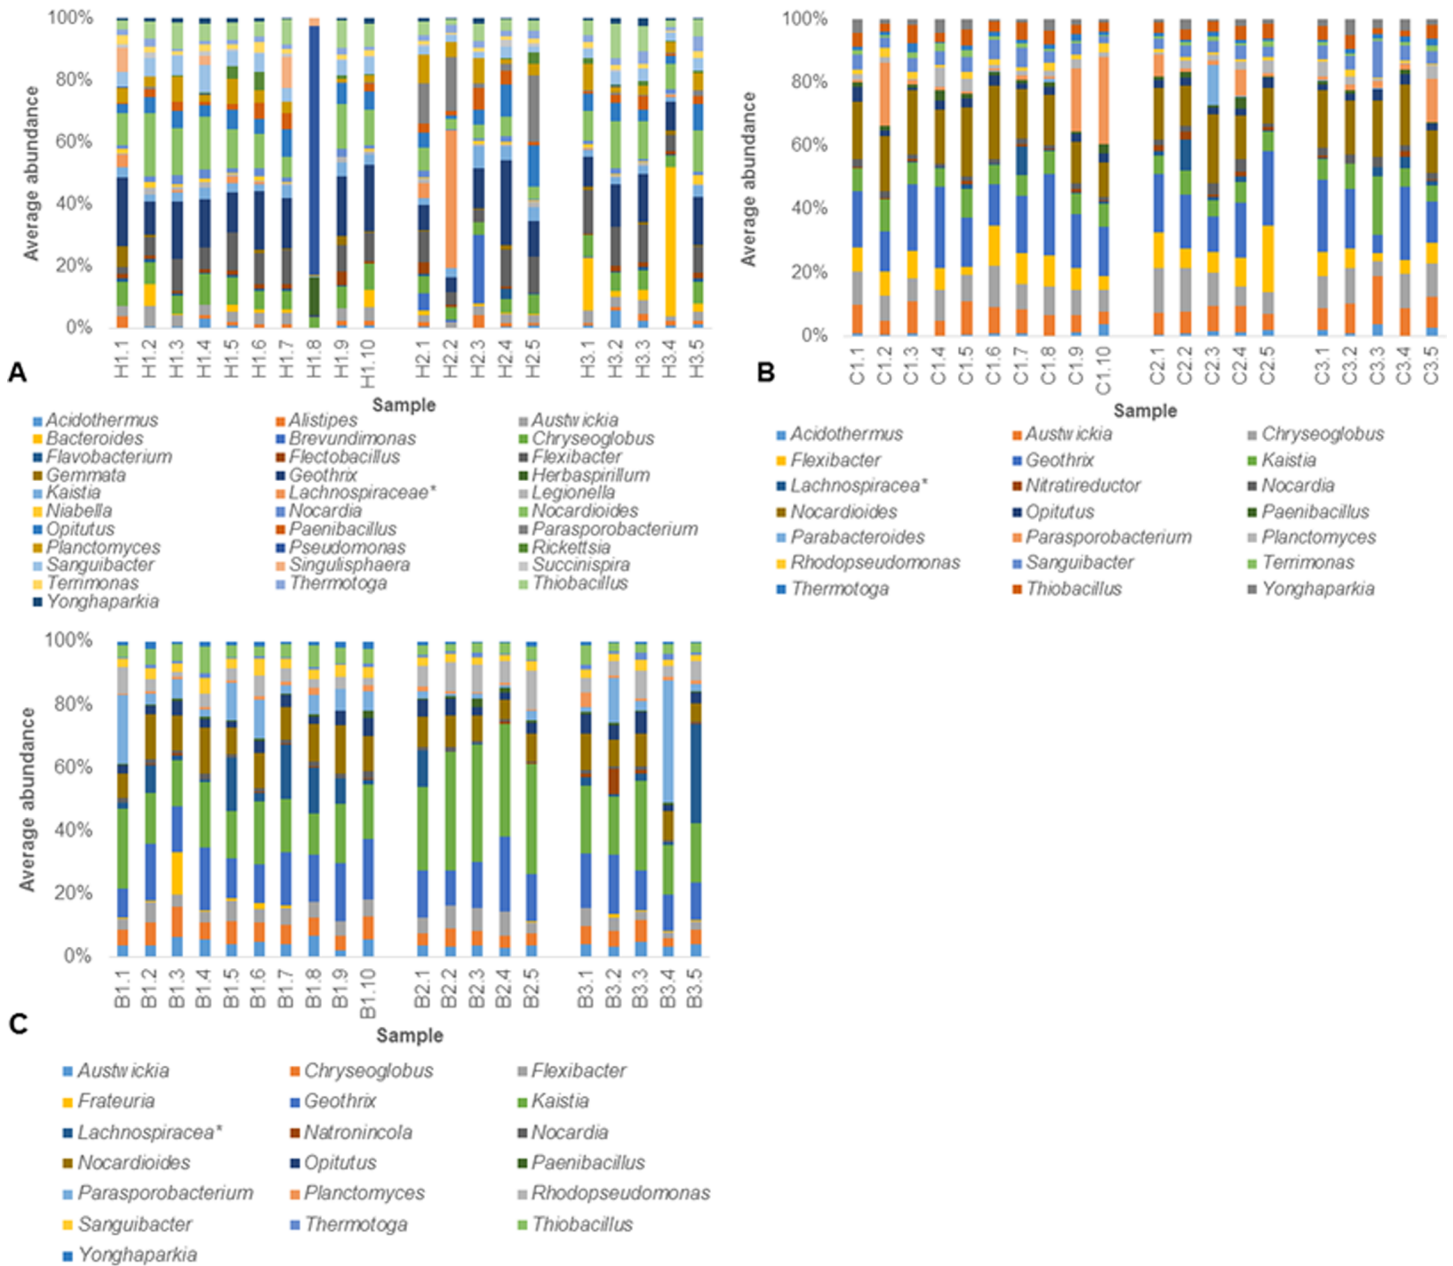 100%
80%
60%
40%
20%
0%
Average abundance
H1.1 H1.2 H1.3 H1.4 H1.5 H1.6 H1.7 H1.8 H1.9 H1.10 H2.1 H2.2 H2.3 H2.4 H2.5 H3.1 H3.2 H3.3 H3.4 H3.5
A
Sample
Acidothermus Alistipes Austwickia
Bacteroides Brevundimonas Chryseoglobus
Flavobacterium Flectobacillus Flexibacter
Gemmata Geothrix Herbaspirillum
Kaistia Lachnospiraceae* Legionella
Niabella Nocardia Nocardioides
Opitutus Paenibacillus Parasporobacterium
Planctomyces Pseudomonas Rickettsia
Sanguibacter Singulisphaera Succinispira
Terrimonas Thermotoga Thiobacillus
Yonghaparkia
100%
80%
60%
40%
20%
0%
Average abundance
C1.1 C1.2 C1.3 C1.4 C1.5 C1.6 C1.7 C1.8 C1.9 C1.10 C2.1 C2.2 C2.3 C2.4 C2.5 C3.1 C3.2 C3.3 C3.4 C3.5
B
Sample
Acidothermus Austwickia Chryseoglobus
Flexibacter Geothrix Kaistia
Lachnospiracea* Nitratireductor Nocardia
Nocardioides Opitutus Paenibacillus
Parabacteroides Parasporobacterium Planctomyces
Rhodopseudomonas Sanguibacter Terrimonas
Thermotoga Thiobacillus Yonghaparkia
100%
80%
60%
40%
20%
0%
Average abundance
B1.1 B1.2 B1.3 B1.4 B1.5 B1.6 B1.7 B1.8 B1.9 B1.10 B2.1 B2.2 B2.3 B2.4 B2.5 B3.1 B3.2 B3.3 B3.4 B3.5
C
Sample
Austwickia Chryseoglobus Flexibacter
Frateuria Geothrix Kaistia
Lachnospiracea* Natronincola Nocardia
Nocardioides Opitutus Paenibacillus
Parasporobacterium Planctomyces Rhodopseudomonas
Sanguibacter Thermotoga Thiobacillus
Yonghaparkia